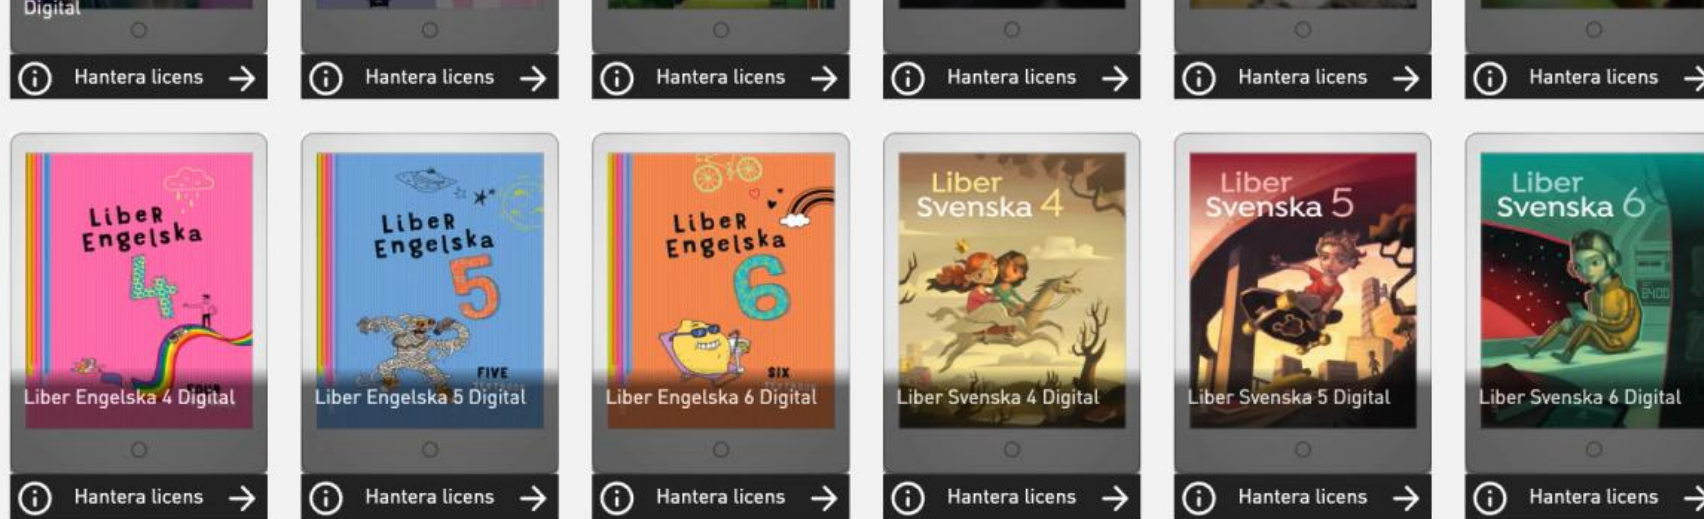 Digital
Hantera licens
Hantera licens
Hantera licens
Hantera licens
Hantera licens
Hantera licens
LibeR
Engelska
4
Liber Engelska 4 Digital
LibeR
Engelska
5
FIVE
Liber Engelska 5 Digital
LibeR
Engelska
6
SIX
Liber Engelska 6 Digital
Liber
Svenska 4
Liber Svenska 4 Digital
Liber
Svenska 5
Liber Svenska 5 Digital
Liber
Svenska 6
Liber Svenska 6 Digital
Hantera licens
Hantera licens
Hantera licens
Hantera licens
Hantera licens
Hantera licens